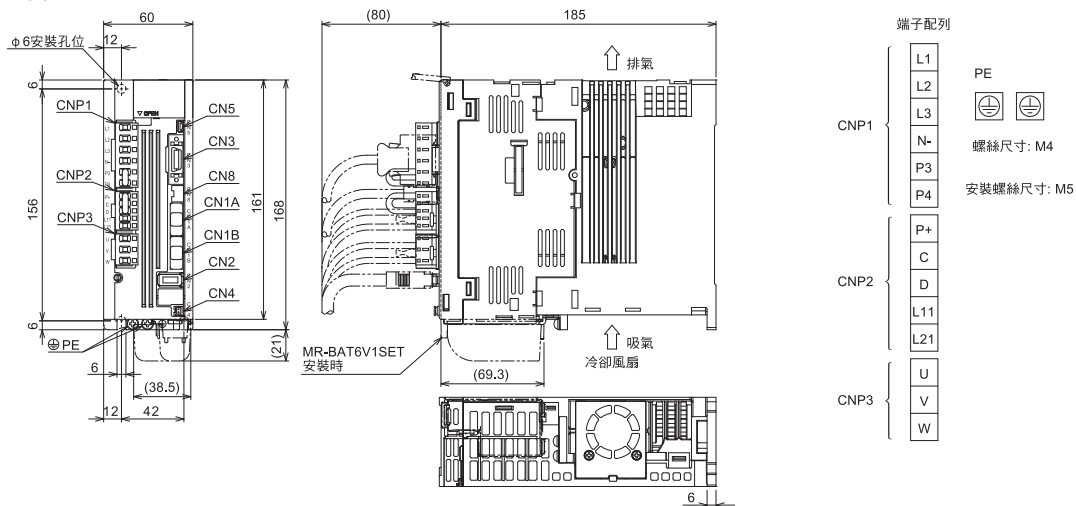 60
12
φ6安裝孔位
6
CNP1
▽ OPEN
CN5
CN3
CNP2
CN8
CN1A
CNP3
CN1B
CN2
CN4
156
161
168
6
PE
6
(38.5)
(21)
12
42
(80)
185
排氣
MR-BAT6V1SET
安裝時
吸氣
冷卻風扇
(69.3)
6
端子配列
CNP1
L1
L2
L3
N-
P3
P4
CNP2
P+
C
D
L11
L21
CNP3
U
V
W
PE
螺絲尺寸: M4
安裝螺絲尺寸: M5